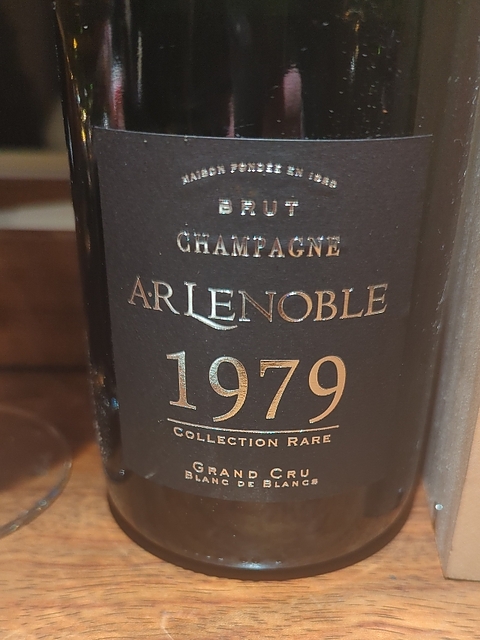 MAISON FONDÉE EN 1920
BRUT
CHAMPAGNE
A·R LENOBLE
1979
COLLECTION RARE
GRAND CRU
BLANC DE BLANCS